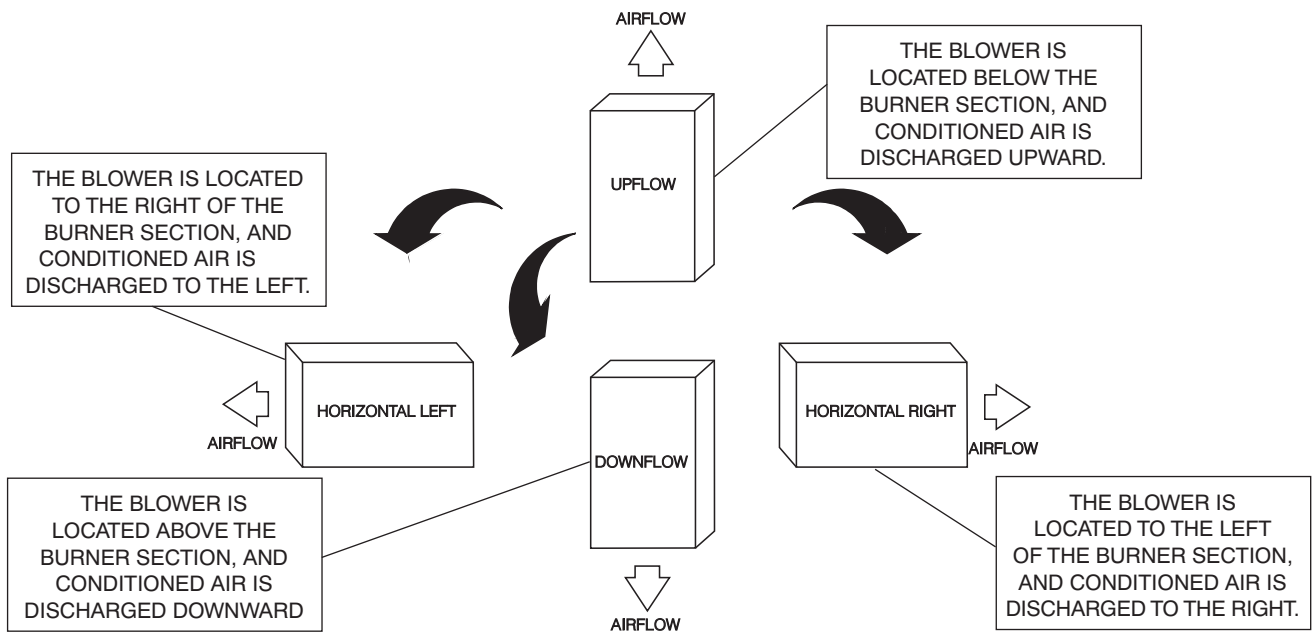 AIRFLOW
THE BLOWER IS
LOCATED BELOW THE
BURNER SECTION, AND
CONDITIONED AIR IS
DISCHARGED UPWARD.
THE BLOWER IS LOCATED
TO THE RIGHT OF THE
BURNER SECTION, AND
CONDITIONED AIR IS
DISCHARGED TO THE LEFT.
UPFLOW
HORIZONTAL LEFT
AIRFLOW
HORIZONTAL RIGHT
AIRFLOW
DOWNFLOW
THE BLOWER IS
LOCATED ABOVE THE
BURNER SECTION, AND
CONDITIONED AIR IS
DISCHARGED DOWNWARD
AIRFLOW
THE BLOWER IS
LOCATED TO THE LEFT
OF THE BURNER SECTION,
AND CONDITIONED AIR IS
DISCHARGED TO THE RIGHT.